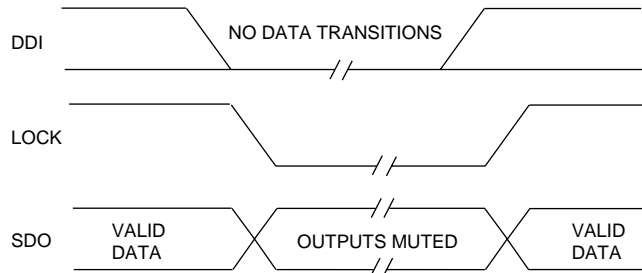 DDI
NO DATA TRANSITIONS
LOCK
SDO
VALID
DATA
OUTPUTS MUTED
VALID
DATA